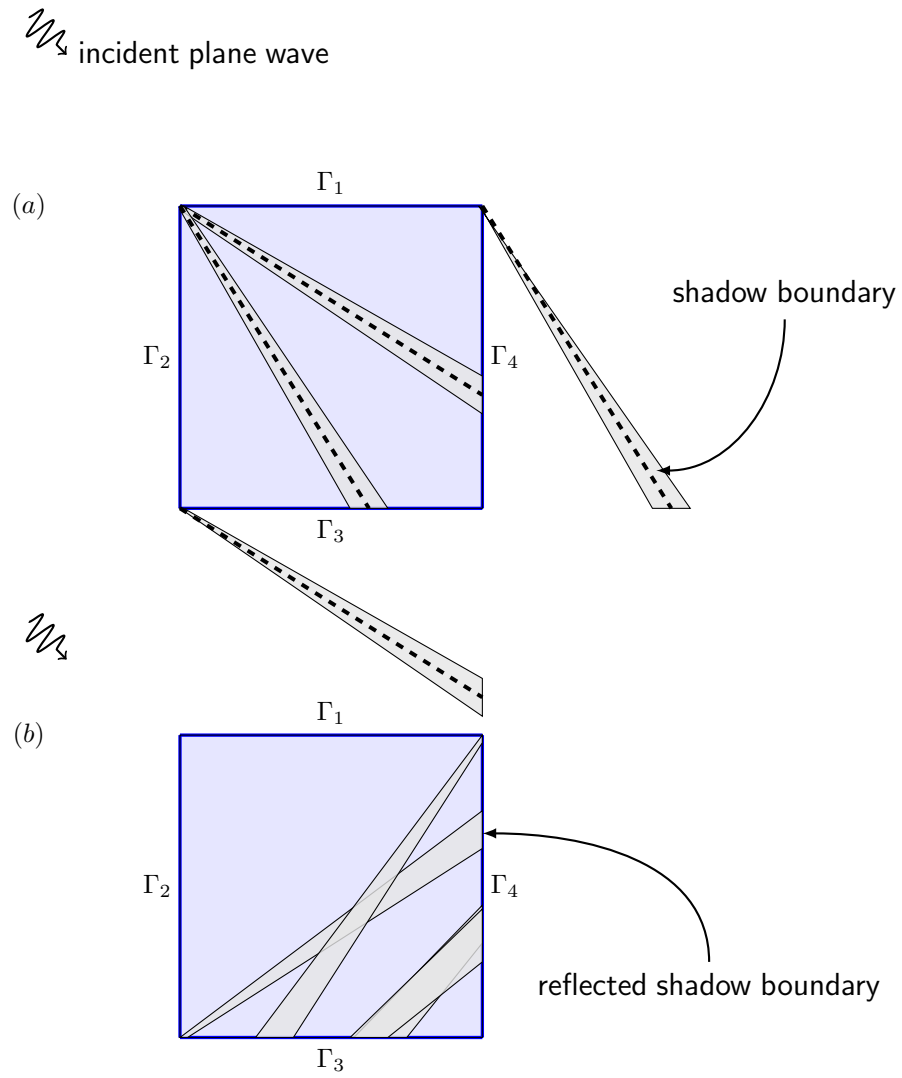 incident plane wave
Γ₁
(a)
shadow boundary
Γ₂
Γ₄
Γ₃
Γ₁
(b)
Γ₂
Γ₄
reflected shadow boundary
Γ₃